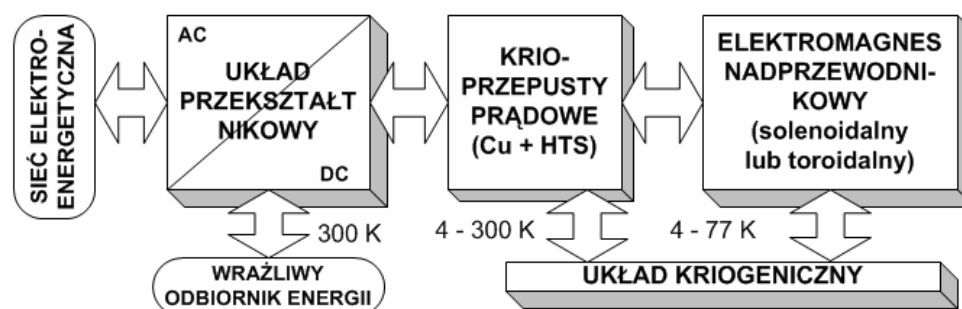 SIEĆ ELEKTRO-
ENERGETYCZNA
AC
UKŁAD
PRZEKSZTAŁT
NIKOWY
DC
KRIO-
PRZEPUSTY
PRĄDOWE
(Cu + HTS)
ELEKTROMAGNES
NADPRZEWODNI-
KOWY
(solenoidalny
lub toroidalny)
300 K
4 - 300 K
4 - 77 K
WRAŻLIWY
ODBIORNIK ENERGII
UKŁAD KRIOGENICZNY